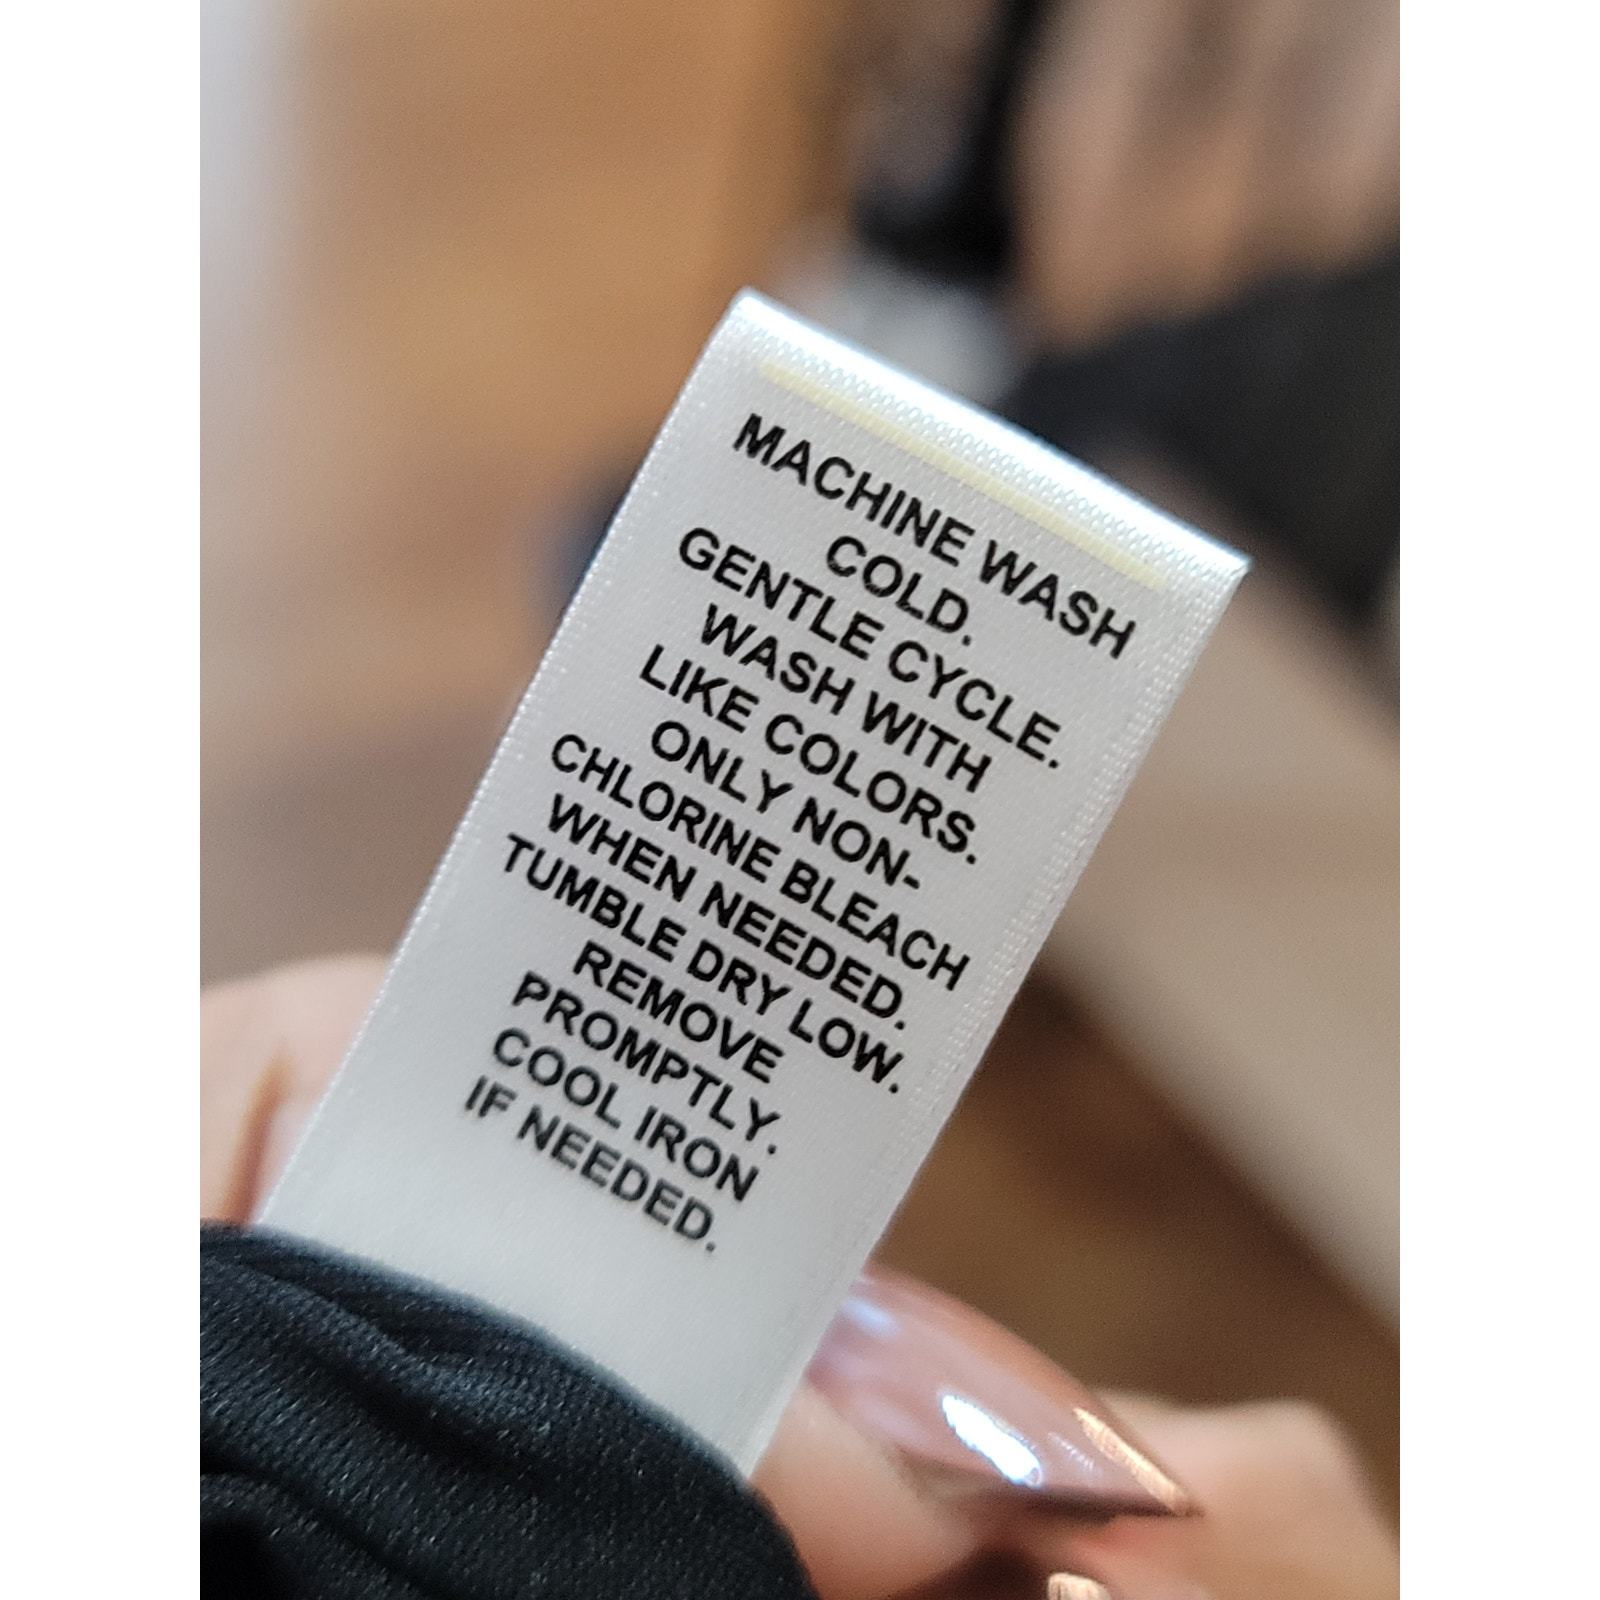 MACHINE WASH
COLD.
GENTLE CYCLE.
WASH WITH
LIKE COLORS.
ONLY NON-
CHLORINE BLEACH
WHEN NEEDED.
TUMBLE DRY LOW.
REMOVE
PROMPTLY.
COOL IRON
IF NEEDED.